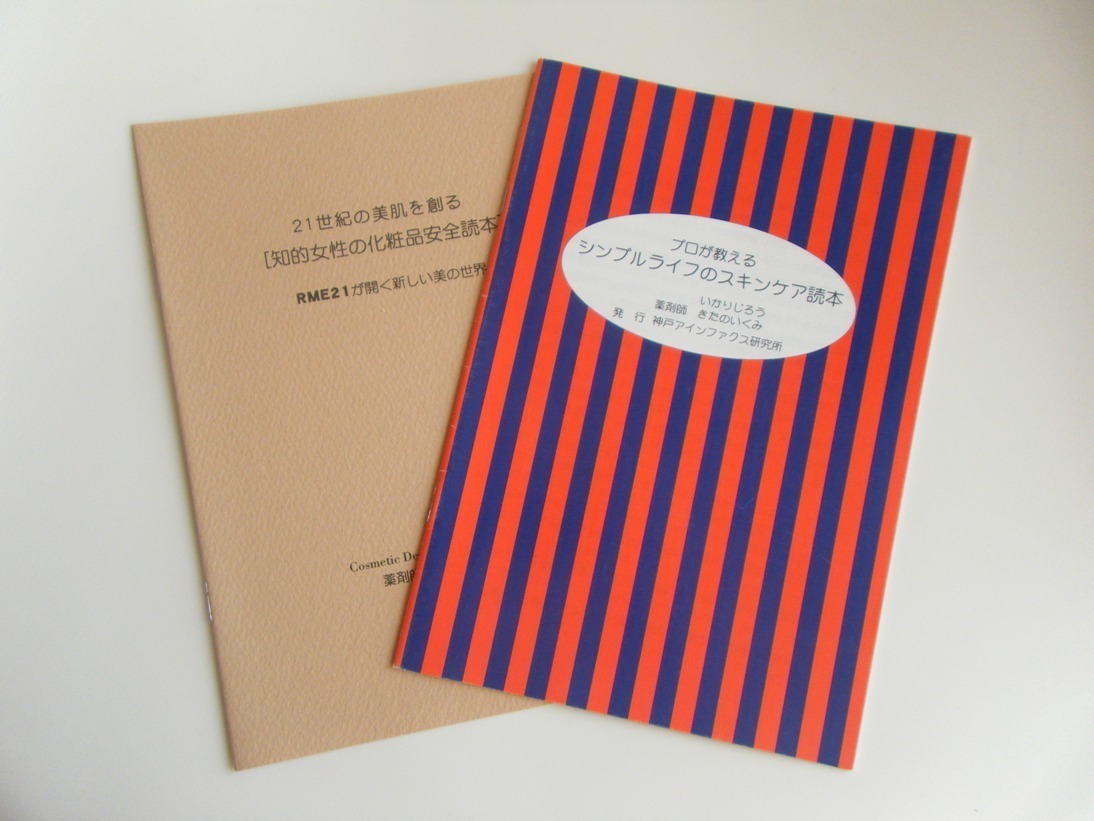 21世紀の美肌を創る
[知的女性の化粧品安全読本
RME21が開く新しい美の世界
Cosmetic
薬剤師
プロが教える
シンプルライフのスキンケア読本
いかりじろう
薬剤師 きたのいくみ
発 行 神戸アインファクス研究所